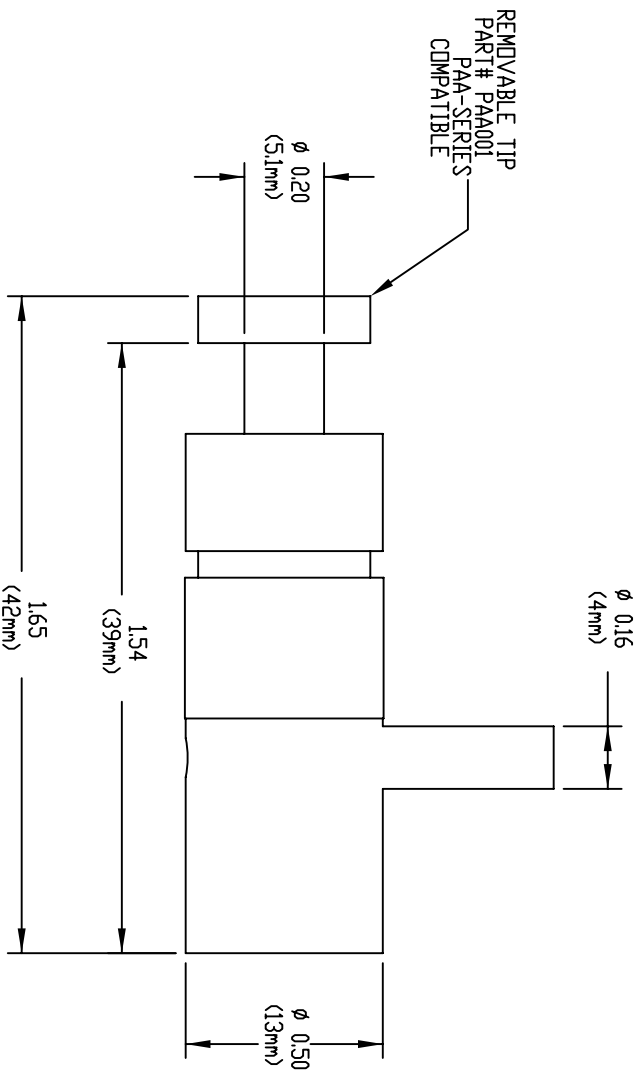 REMOVABLE TIP
PART# PAA001
PAA-SERIES
COMPATIBLE
ø 0.20
(5.1mm)
ø 0.16
(4mm)
1.54
(39mm)
1.65
(42mm)
ø 0.50
(13mm)